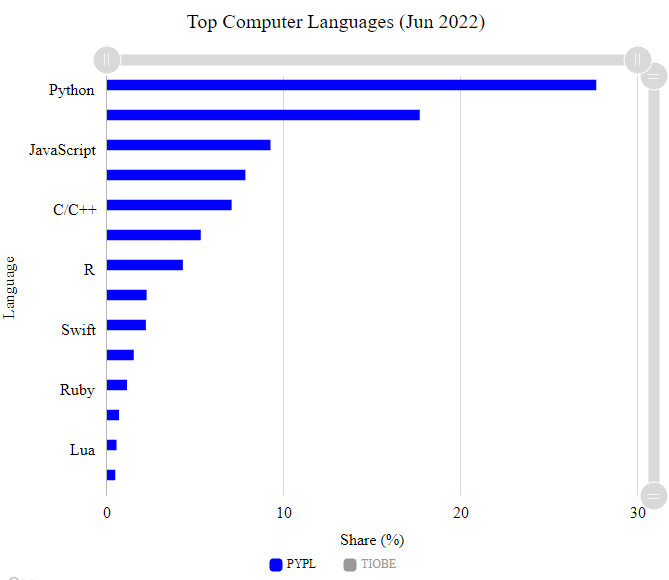 Top Computer Languages (Jun 2022)
Python
JavaScript
C/C++
R
Swift
Ruby
Lua
Language
0 10 20 30
Share (%)
PYPL TIOBE